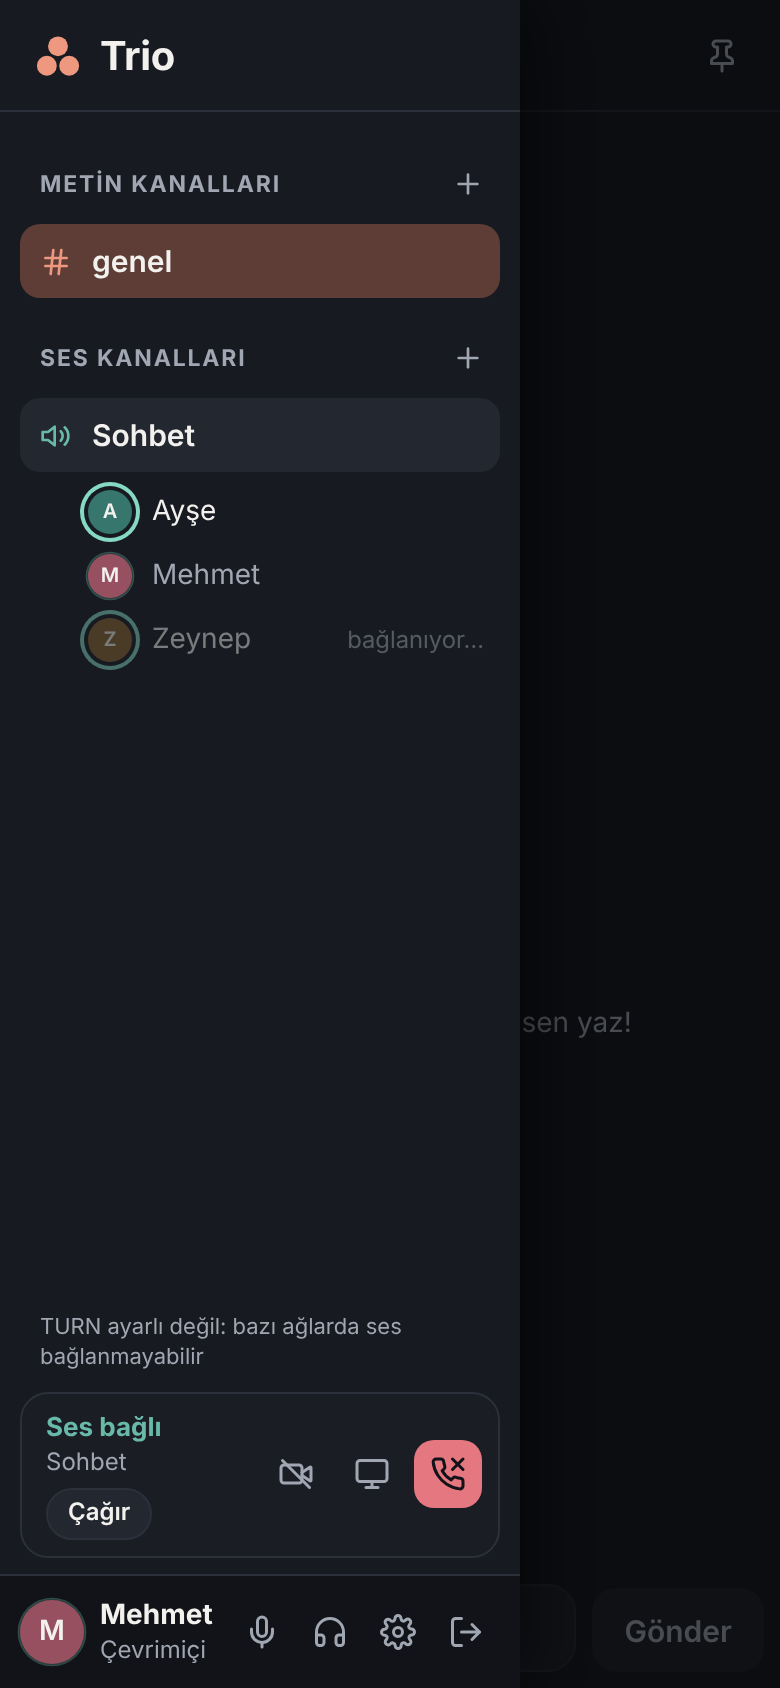 Trio
METİN KANALLARI
genel
SES KANALLARI
Sohbet
A Ayşe
M Mehmet
Z Zeynep bağlanıyor...
sen yaz!
TURN ayarlı değil: bazı ağlarda ses
bağlanmayabilir
Ses bağlı
Sohbet
Çağır
M Mehmet
Çevrimiçi
Gönder